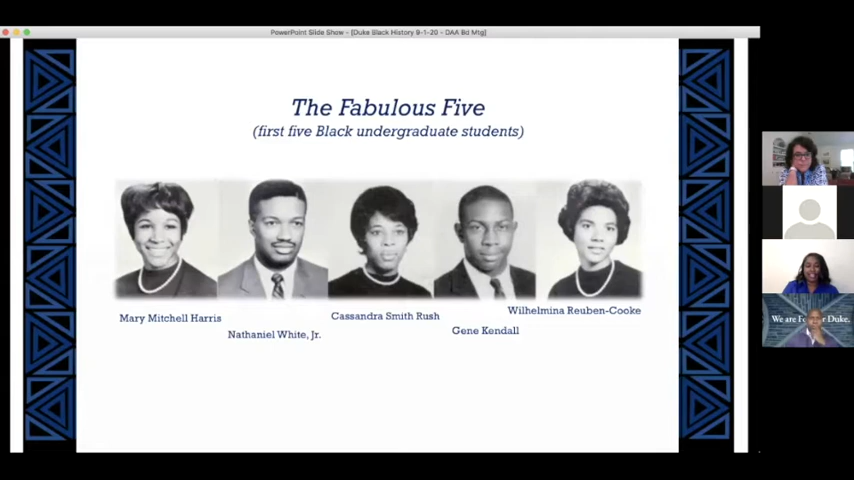 PowerPoint Slide Show - [Duke Black History 9-1-20 - DAA Bd Mtg]
The Fabulous Five
(first five Black undergraduate students)
Mary Mitchell Harris
Nathaniel White, Jr.
Cassandra Smith Rush
Gene Kendall
Wilhelmina Reuben-Cooke
We are Fo r Duke.